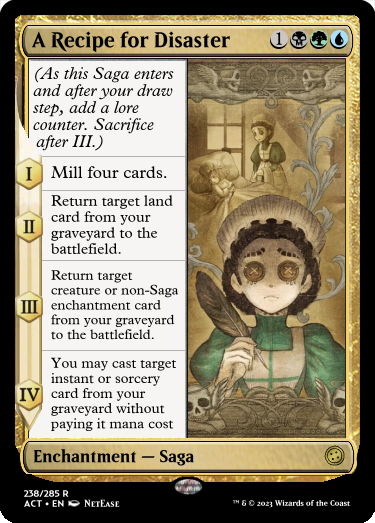 A Recipe for Disaster
1
(As this Saga enters
and after your draw
step, add a lore
counter. Sacrifice
after III.)
I
Mill four cards.
II
Return target land
card from your
graveyard to the
battlefield.
III
Return target
creature or non-Saga
enchantment card
from your graveyard
to the battlefield.
IV
You may cast target
instant or sorcery
card from your
graveyard without
paying it mana cost
Enchantment — Saga
238/285 R
ACT • EN NetEase
™ & © 2023 Wizards of the Coast